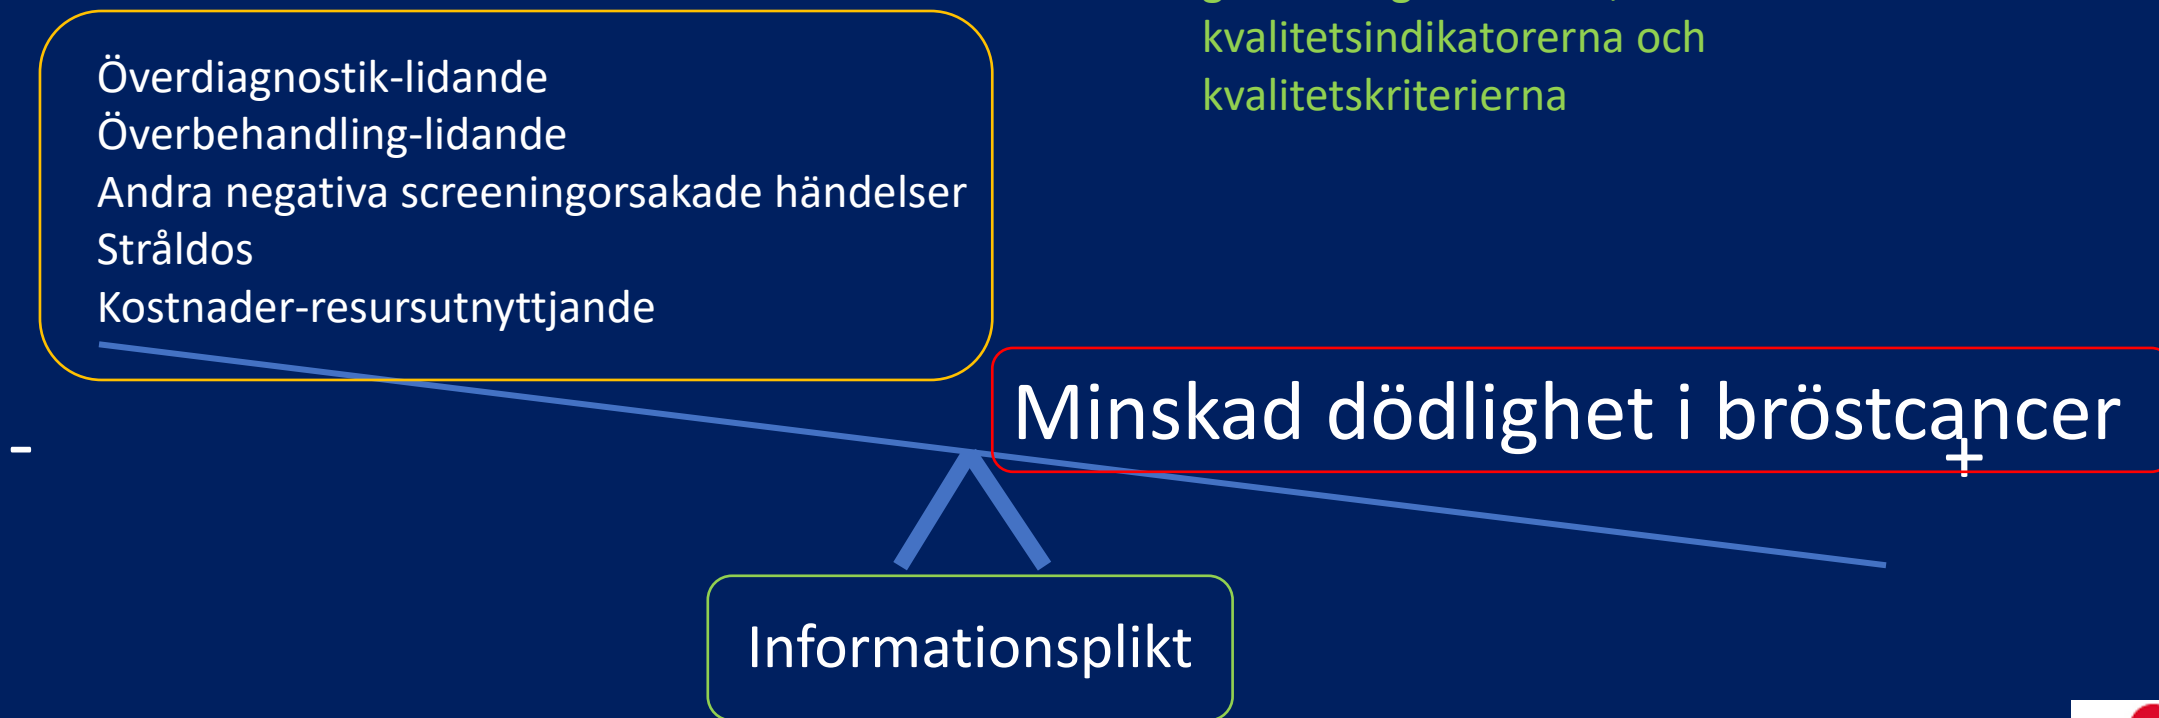 kvalitetsindikatorerna och
kvalitetskriterierna
Överdiagnostik-lidande
Överbehandling-lidande
Andra negativa screeningorsakade händelser
Stråldos
Kostnader-resursutnyttjande
Minskad dödlighet i bröstcancer
-
+
Informationsplikt